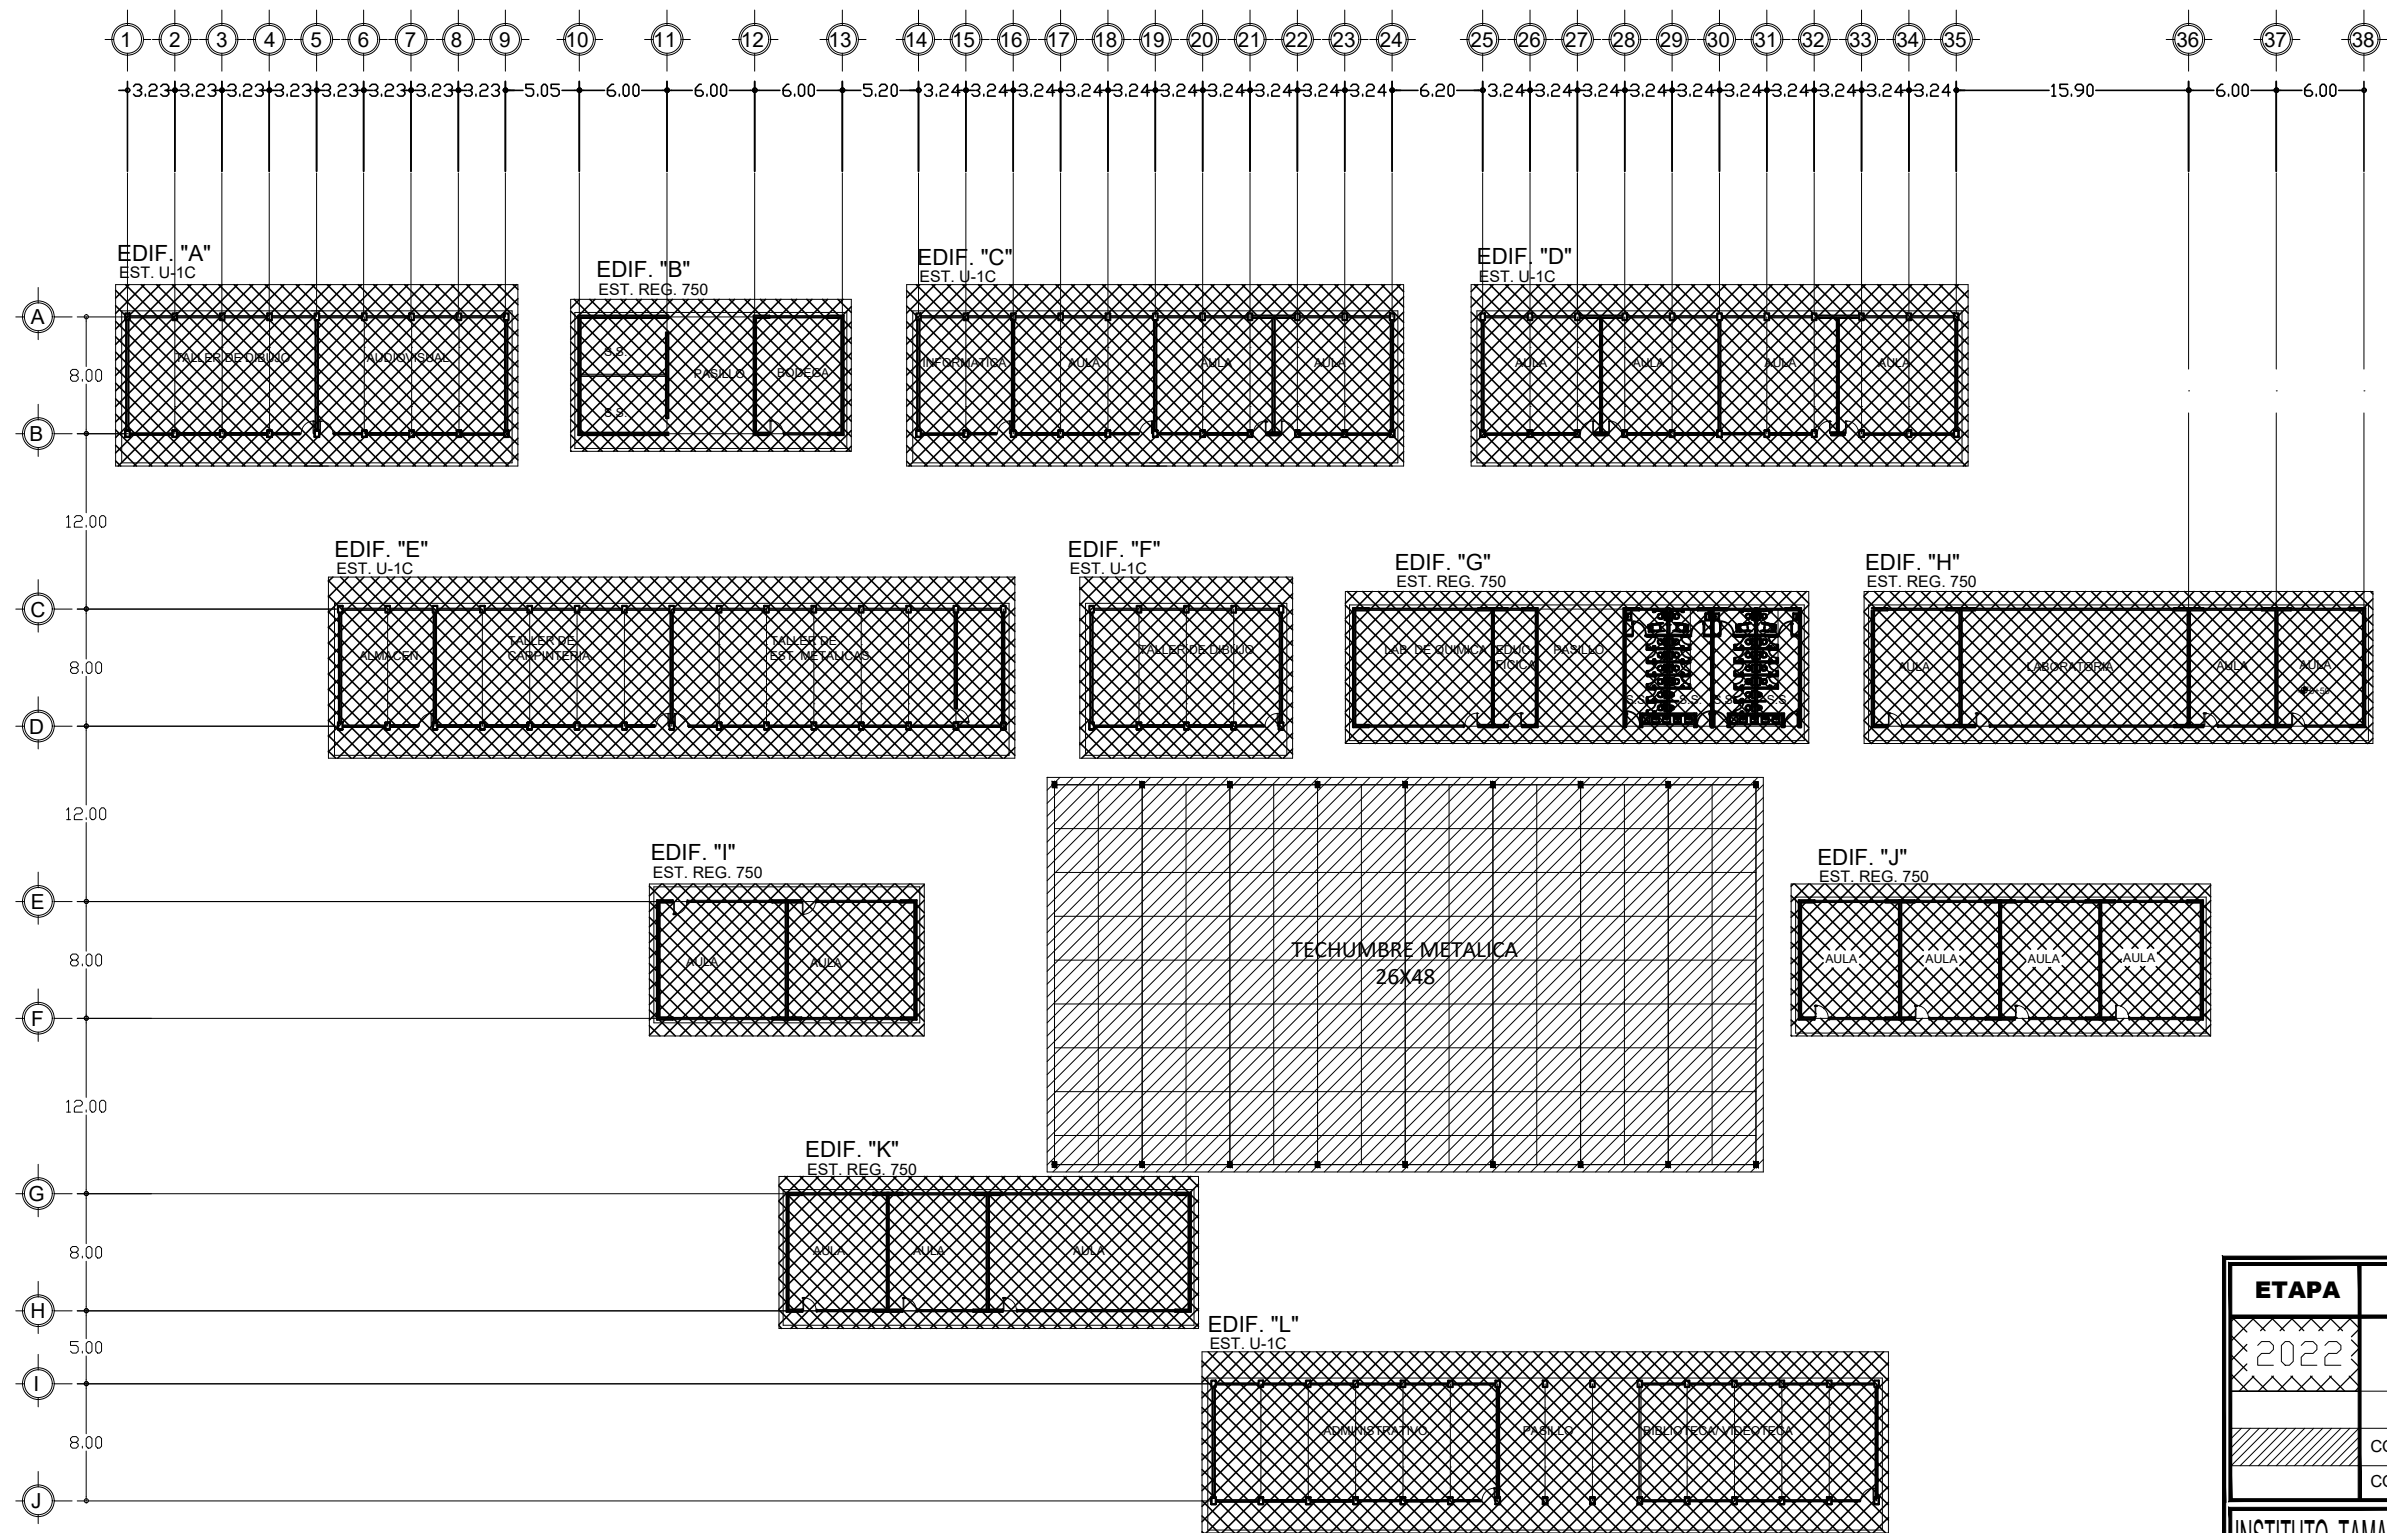 1 2 3 4 5 6 7 8 9 10 11 12 13 14 15 16 17 18 19 20 21 22 23 24 25 26 27 28 29 30 31 32 33 34 35 36 37 38
3.23 3.23 3.23 3.23 3.23 3.23 3.23 3.23 5.05 6.00 6.00 6.00 5.20 3.24 3.24 3.24 3.24 3.24 3.24 3.24 3.24 3.24 3.24 6.20 3.24 3.24 3.24 3.24 3.24 3.24 3.24 3.24 3.24 3.24 15.90 6.00 6.00
EDIF. "A"
EST. U-1C
EDIF. "B"
EST. REG. 750
EDIF. "C"
EST. U-1C
EDIF. "D"
EST. U-1C
A
TALLER DE DIBUJO AUDIOVISUAL
S.S.
PASILLO BODEGA
S.S.
INFORMATICA AULA AULA AULA
AULA AULA AULA AULA
8.00
B
12.00
EDIF. "E"
EST. U-1C
EDIF. "F"
EST. U-1C
EDIF. "G"
EST. REG. 750
EDIF. "H"
EST. REG. 750
C
ALMACEN
TALLER DE
CARPINTERIA
TALLER DE
EST. METALICAS
TALLER DE DIBUJO
LAB. DE QUIMICA
EDUC.
FICICA
PASILLO
S.S. S.S. S.S. S.S.
AULA LABORATORIA AULA AULA
8.00
D
12.00
EDIF. "I"
EST. REG. 750
EDIF. "J"
EST. REG. 750
E
AULA AULA
TECHUMBRE METALICA
26X48
AULA AULA AULA AULA
8.00
F
12.00
EDIF. "K"
EST. REG. 750
G
AULA AULA AULA
8.00
H
5.00
EDIF. "L"
EST. U-1C
I
ADMINISTRATIVO PASILLO BIBLIOTECA/VIDEOTECA
8.00
J
ETAPA
2022
CO
CO
INSTITUTO TAMA